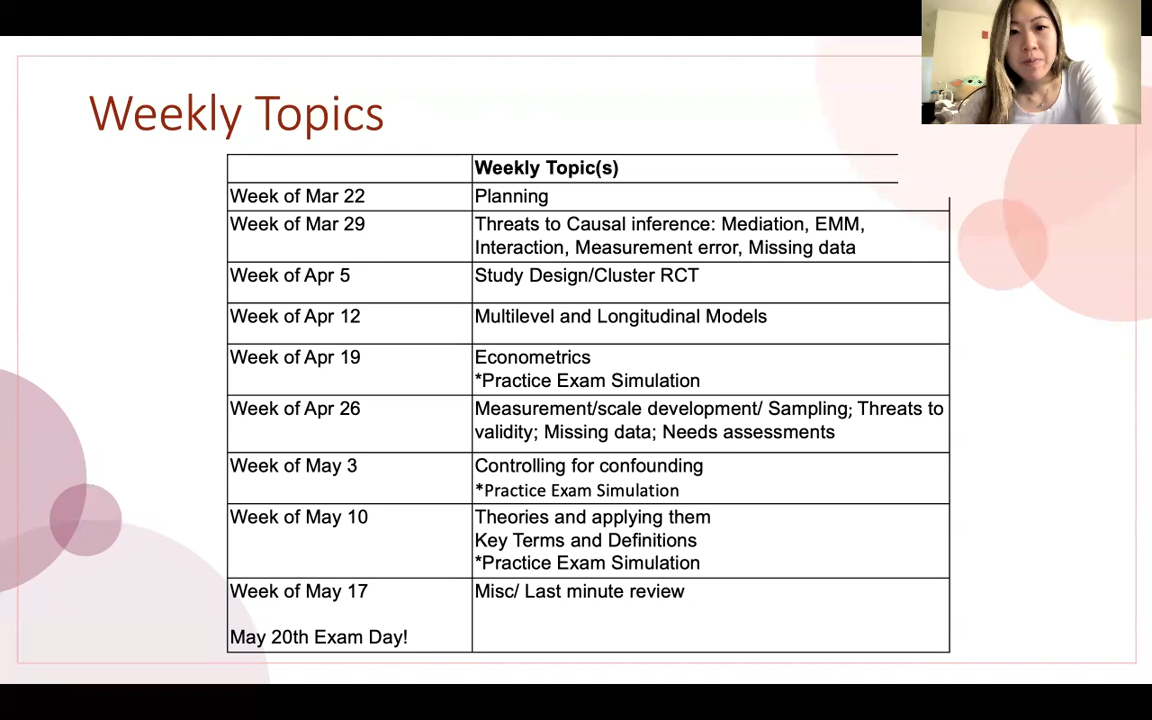 Weekly Topics
Weekly Topic(s)
Week of Mar 22
Planning
Week of Mar 29
Threats to Causal inference: Mediation, EMM,
Interaction, Measurement error, Missing data
Week of Apr 5
Study Design/Cluster RCT
Week of Apr 12
Multilevel and Longitudinal Models
Week of Apr 19
Econometrics
*Practice Exam Simulation
Week of Apr 26
Measurement/scale development/ Sampling; Threats to
validity; Missing data; Needs assessments
Week of May 3
Controlling for confounding
*Practice Exam Simulation
Week of May 10
Theories and applying them
Key Terms and Definitions
*Practice Exam Simulation
Week of May 17
Misc/ Last minute review
May 20th Exam Day!